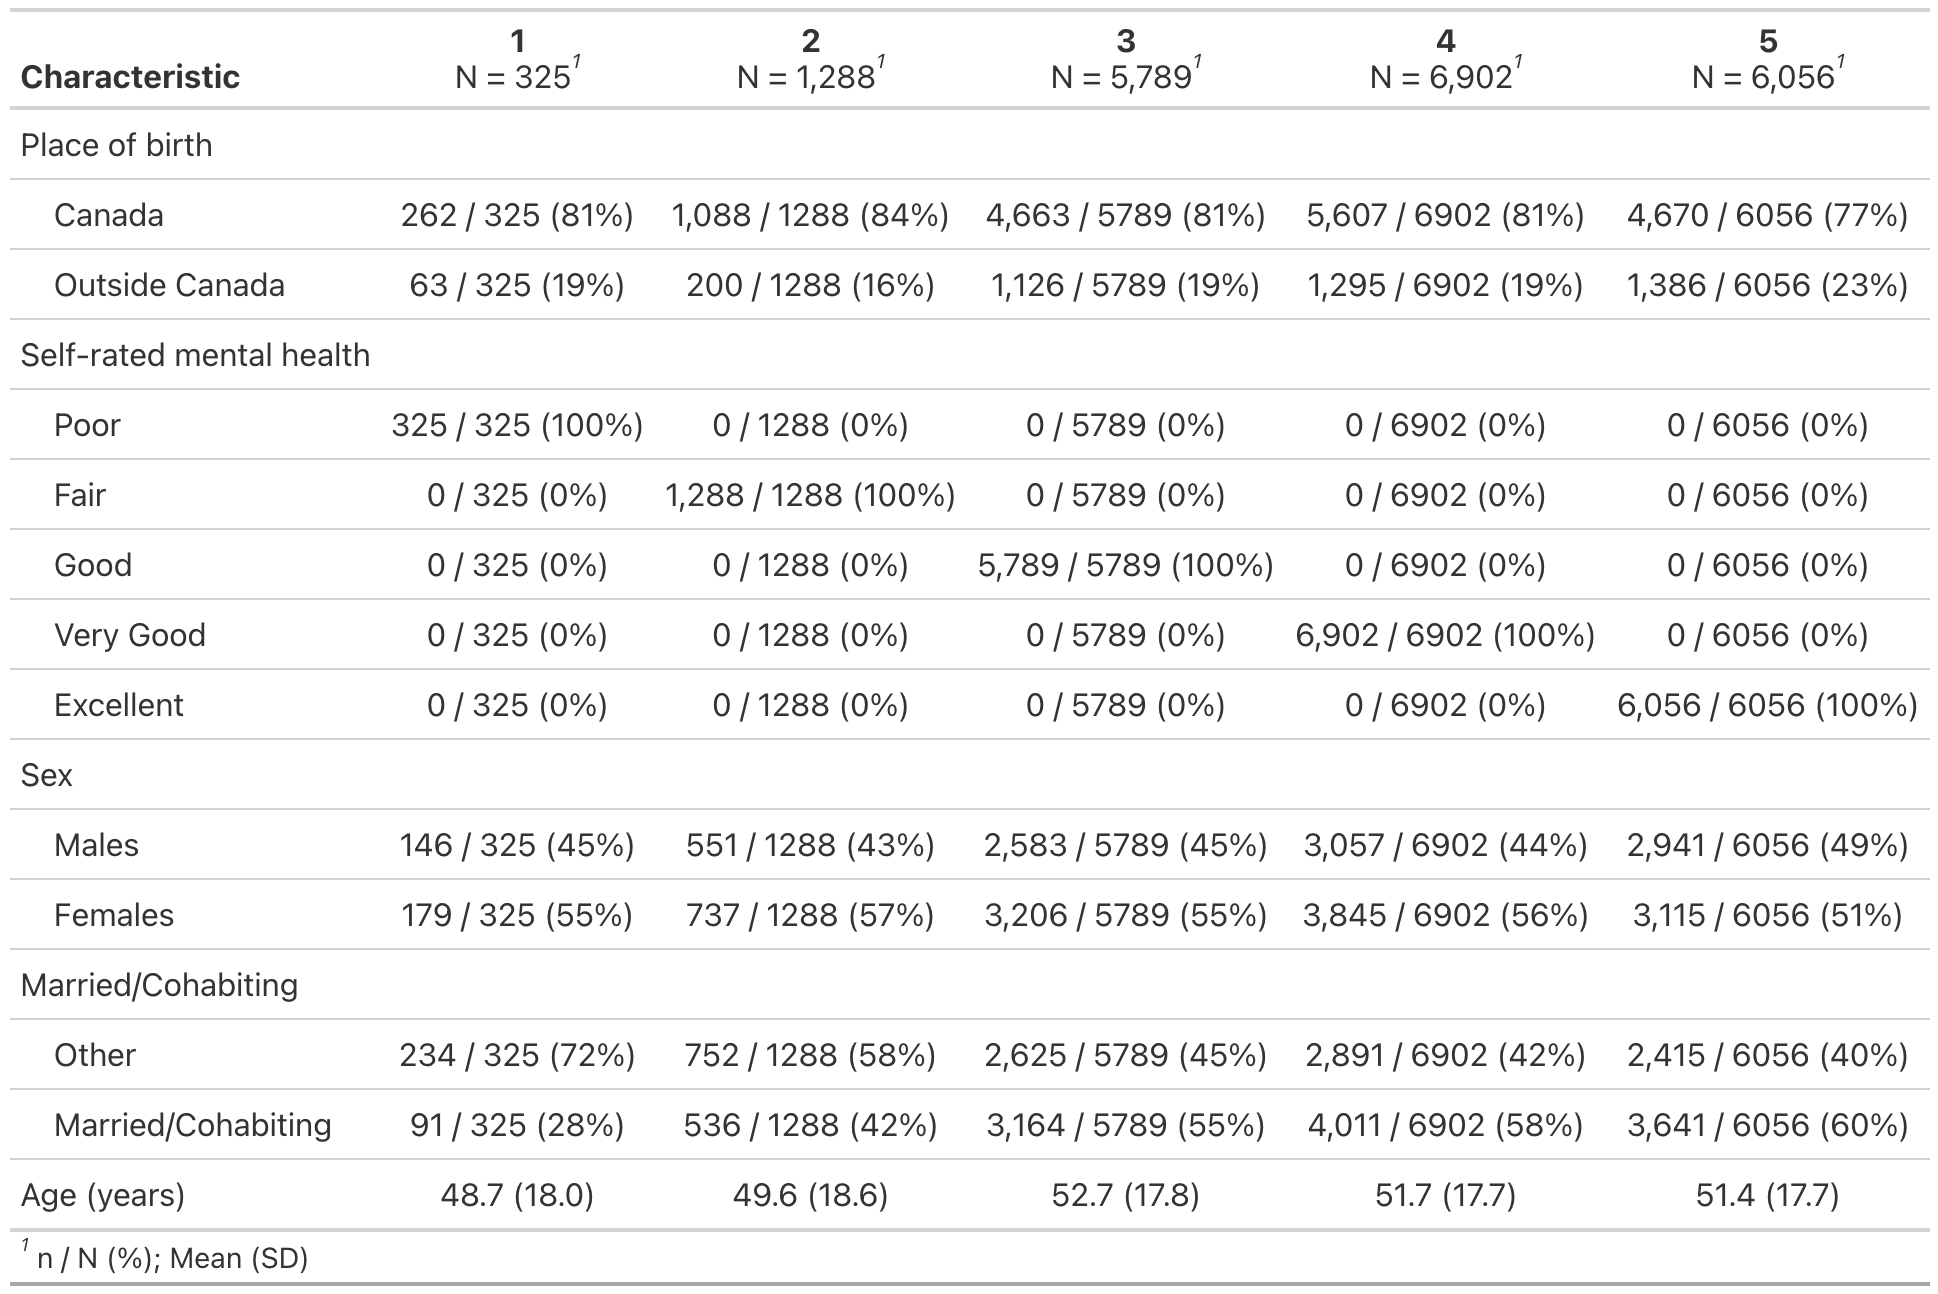 Characteristic 1 N = 325¹ 2 N = 1,288¹ 3 N = 5,789¹ 4 N = 6,902¹ 5 N = 6,056¹
Place of birth
Canada 262 / 325 (81%) 1,088 / 1288 (84%) 4,663 / 5789 (81%) 5,607 / 6902 (81%) 4,670 / 6056 (77%)
Outside Canada 63 / 325 (19%) 200 / 1288 (16%) 1,126 / 5789 (19%) 1,295 / 6902 (19%) 1,386 / 6056 (23%)
Self-rated mental health
Poor 325 / 325 (100%) 0 / 1288 (0%) 0 / 5789 (0%) 0 / 6902 (0%) 0 / 6056 (0%)
Fair 0 / 325 (0%) 1,288 / 1288 (100%) 0 / 5789 (0%) 0 / 6902 (0%) 0 / 6056 (0%)
Good 0 / 325 (0%) 0 / 1288 (0%) 5,789 / 5789 (100%) 0 / 6902 (0%) 0 / 6056 (0%)
Very Good 0 / 325 (0%) 0 / 1288 (0%) 0 / 5789 (0%) 6,902 / 6902 (100%) 0 / 6056 (0%)
Excellent 0 / 325 (0%) 0 / 1288 (0%) 0 / 5789 (0%) 0 / 6902 (0%) 6,056 / 6056 (100%)
Sex
Males 146 / 325 (45%) 551 / 1288 (43%) 2,583 / 5789 (45%) 3,057 / 6902 (44%) 2,941 / 6056 (49%)
Females 179 / 325 (55%) 737 / 1288 (57%) 3,206 / 5789 (55%) 3,845 / 6902 (56%) 3,115 / 6056 (51%)
Married/Cohabiting
Other 234 / 325 (72%) 752 / 1288 (58%) 2,625 / 5789 (45%) 2,891 / 6902 (42%) 2,415 / 6056 (40%)
Married/Cohabiting 91 / 325 (28%) 536 / 1288 (42%) 3,164 / 5789 (55%) 4,011 / 6902 (58%) 3,641 / 6056 (60%)
Age (years) 48.7 (18.0) 49.6 (18.6) 52.7 (17.8) 51.7 (17.7) 51.4 (17.7)
¹ n / N (%); Mean (SD)